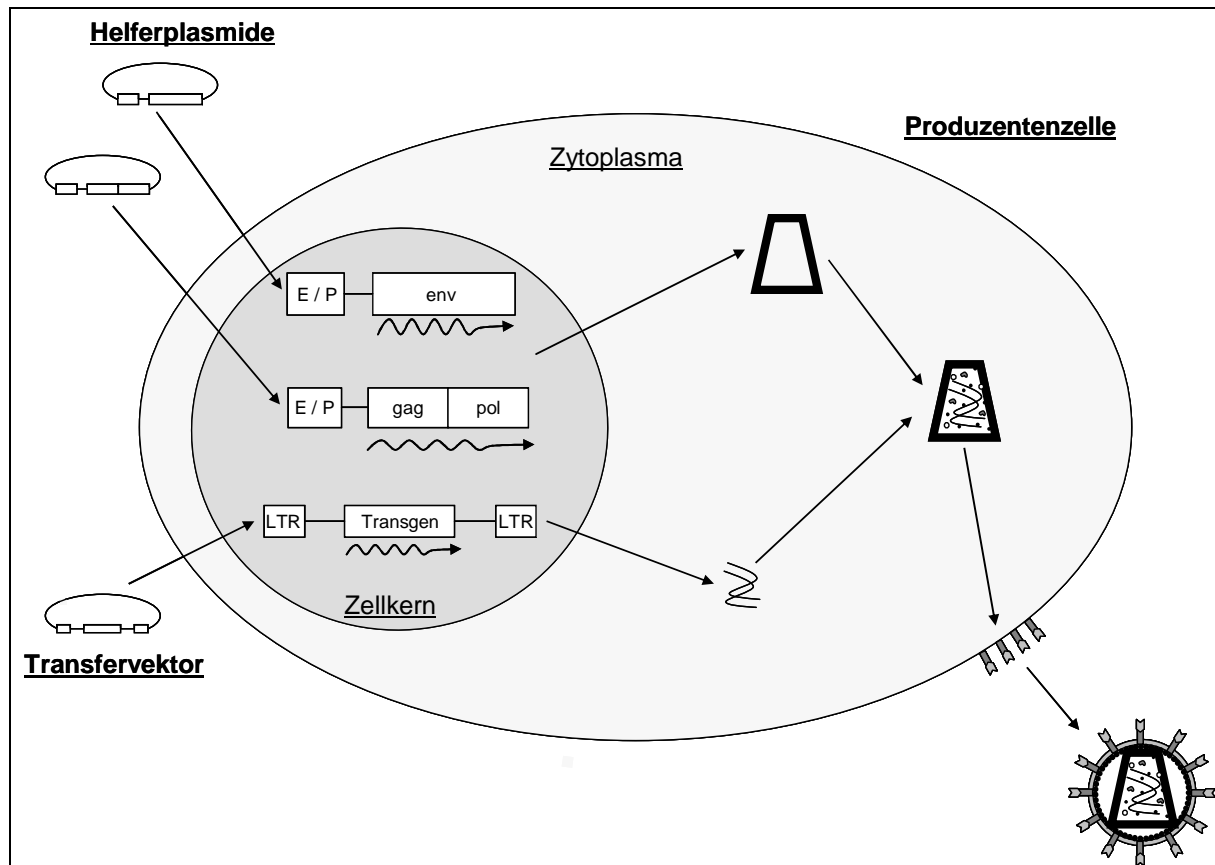 Helferplasmide
Produzentenzelle
Zytoplasma
E / P
env
E / P
gag
pol
LTR
Transgen
LTR
Zellkern
Transfervektor